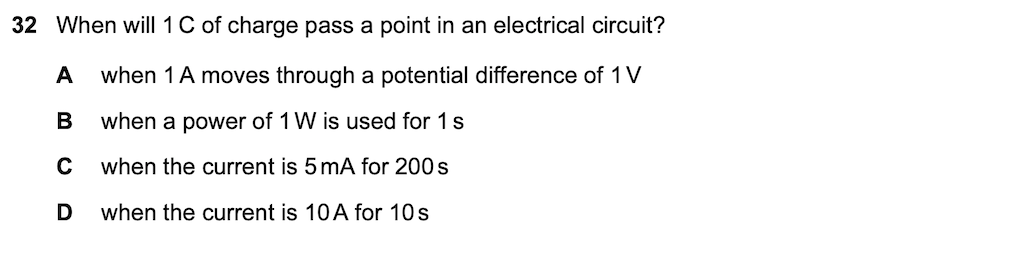 32 When will 1 C of charge pass a point in an electrical circuit?
A when 1 A moves through a potential difference of 1 V
B when a power of 1 W is used for 1 s
C when the current is 5 mA for 200 s
D when the current is 10 A for 10 s